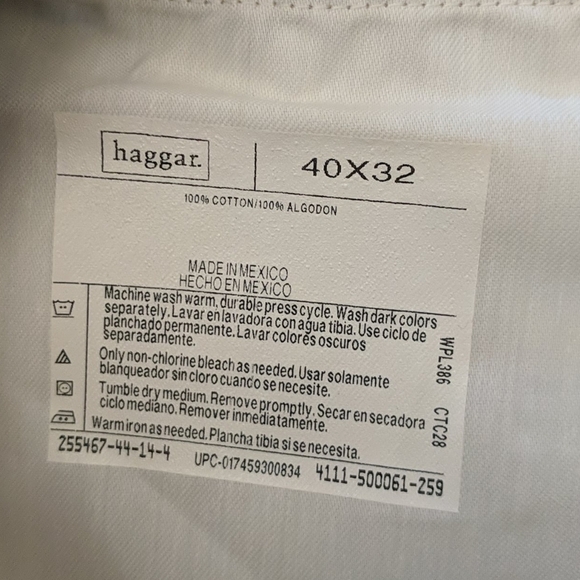 haggar.
40X32
100% COTTON/100% ALGODON
MADE IN MEXICO
HECHO EN MEXICO
Machine wash warm, durable press cycle. Wash dark colors
separately. Lavar en lavadora con agua tibia. Use ciclo de
planchado permanente. Lavar colores oscuros
separadamente.
Only non-chlorine bleach as needed. Usar solamente
blanqueador sin cloro cuando se necesite.
Tumble dry medium. Remove promptly. Secar en secadora
ciclo mediano. Remover inmediatamente.
Warm iron as needed. Plancha tibia si se necesita.
WPL386 CTC28
255467-44-14-4 UPC-017459300834 4111-500061-259